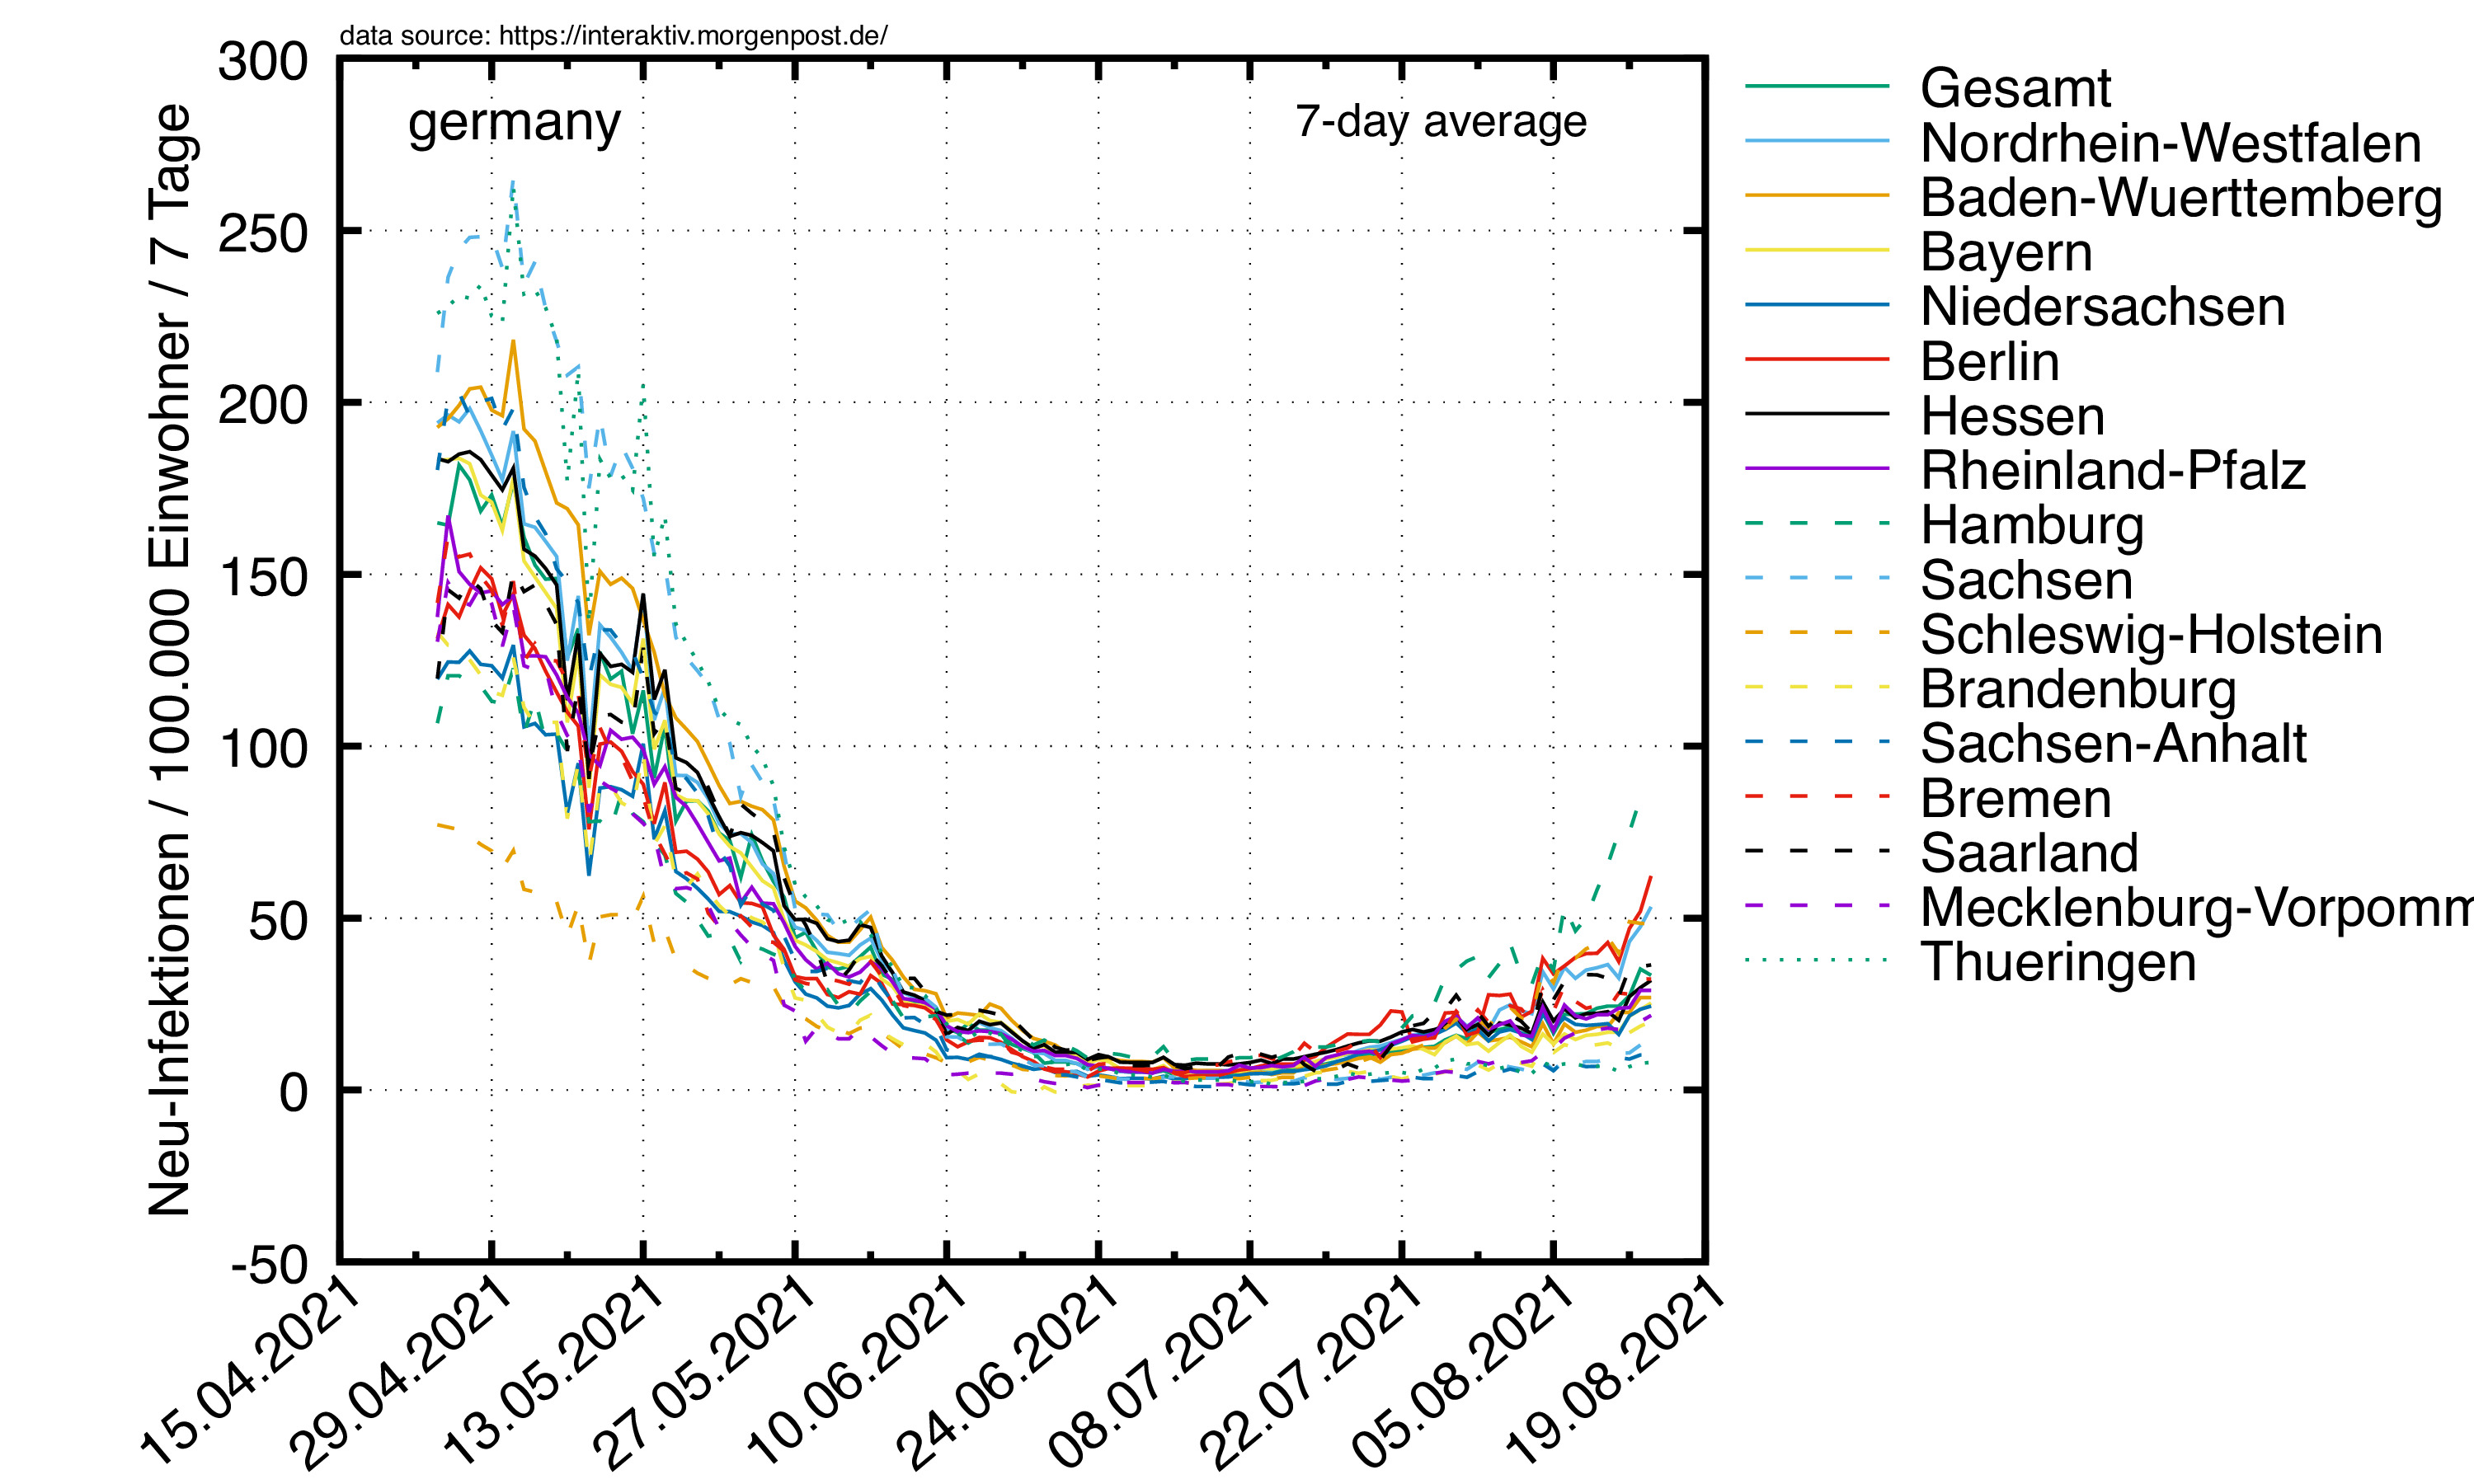 data source: https://interaktiv.morgenpost.de/
germany
7-day average
Neu-Infektionen / 100.000 Einwohner / 7 Tage
300
250
200
150
100
50
0
-50
15.04.2021
29.04.2021
13.05.2021
27.05.2021
10.06.2021
24.06.2021
08.07.2021
22.07.2021
05.08.2021
19.08.2021
Gesamt
Nordrhein-Westfalen
Baden-Wuerttemberg
Bayern
Niedersachsen
Berlin
Hessen
Rheinland-Pfalz
Hamburg
Sachsen
Schleswig-Holstein
Brandenburg
Sachsen-Anhalt
Bremen
Saarland
Mecklenburg-Vorpomm
Thueringen